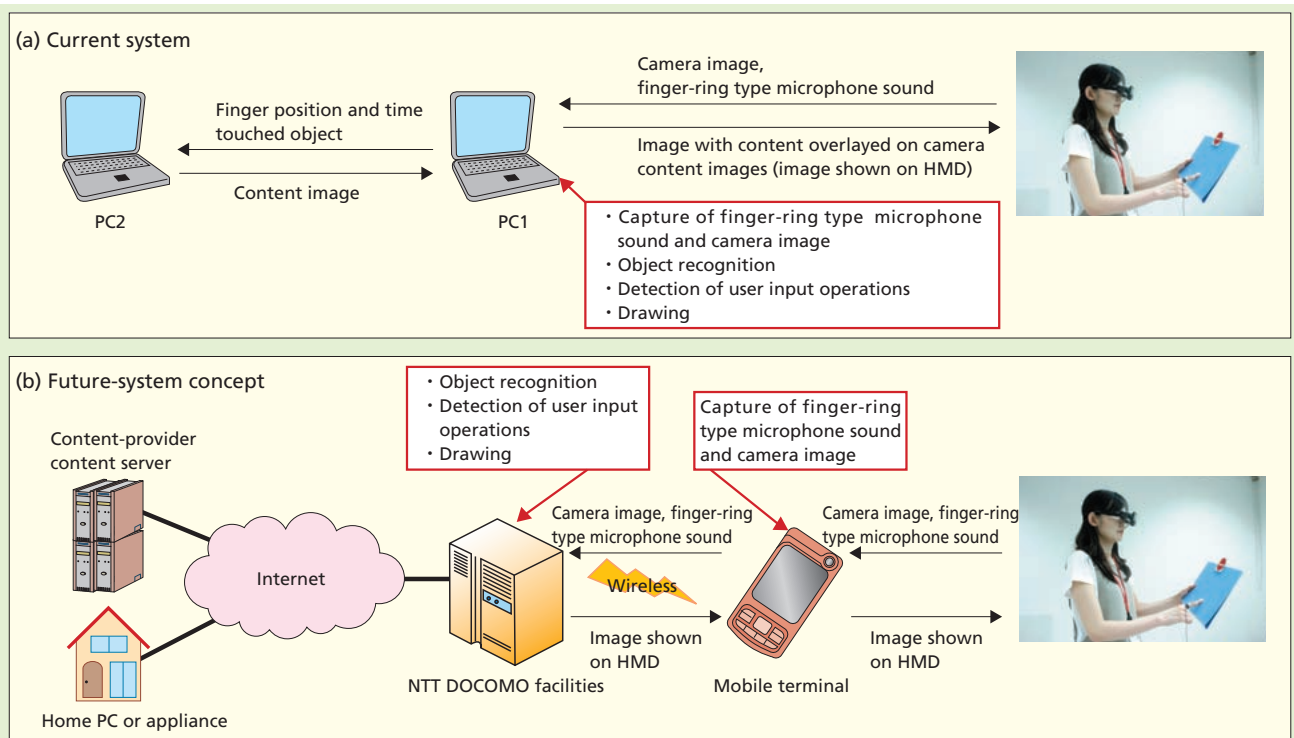 (a) Current system
Camera image,
finger-ring type microphone sound
Finger position and time
touched object
Image with content overlayed on camera
content images (image shown on HMD)
Content image
PC2
PC1
・Capture of finger-ring type microphone
sound and camera image
・Object recognition
・Detection of user input operations
・Drawing
(b) Future-system concept
・Object recognition
・Detection of user input
operations
・Drawing
Capture of finger-ring
type microphone sound
and camera image
Content-provider
content server
Camera image, finger-ring
type microphone sound
Camera image, finger-ring
type microphone sound
Internet
Wireless
Image shown
on HMD
Image shown
on HMD
NTT DOCOMO facilities
Mobile terminal
Home PC or appliance